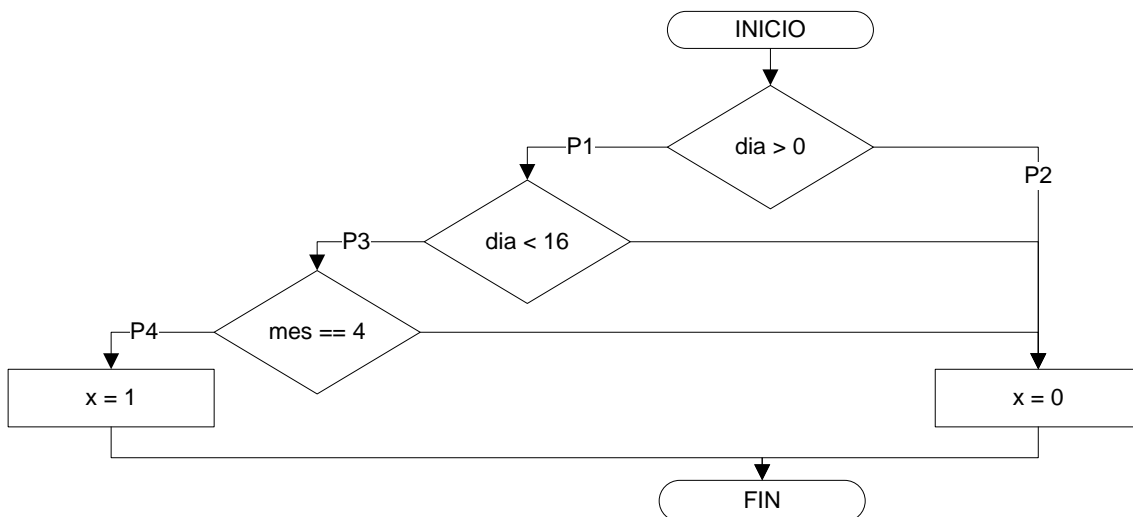 INICIO
dia > 0
P1
P2
dia < 16
P3
mes == 4
P4
x = 1
x = 0
FIN